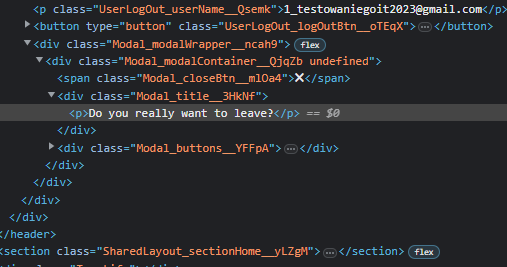 <p class="UserLogOut_userName__Qsemk">1_testowaniegoit2023@gmail.com</p>
<button type="button" class="UserLogOut_logOutBtn__oTEqX">…</button>
<div class="Modal_modalWrapper__ncah9"> flex
<div class="Modal_modalContainer__QjqZb undefined">
<span class="Modal_closeBtn__mlOa4">❌</span>
<div class="Modal_title__3HkNf">
<p>Do you really want to leave?</p> == $0
</div>
<div class="Modal_buttons__YFFpA">…</div>
</div>
</div>
</div>
</div>
</header>
<section class="SharedLayout_sectionHome__yLZgM">…</section> flex